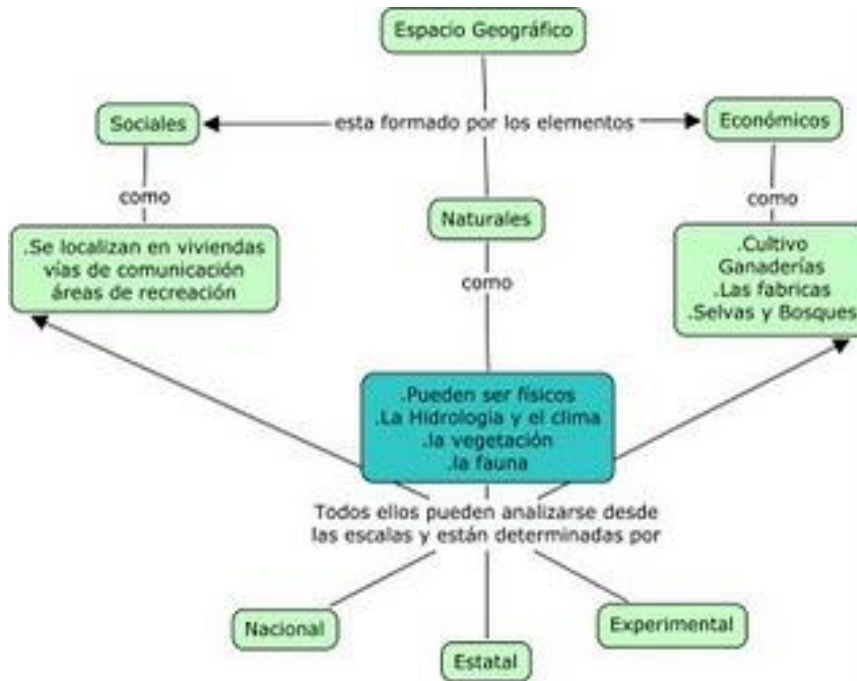 Espacio Geográfico
Sociales
esta formado por los elementos
Económicos
como
Naturales
como
.Se localizan en viviendas
vías de comunicación
áreas de recreación
como
.Cultivo
Ganaderías
.Las fabricas
.Selvas y Bosques
.Pueden ser físicos
.La Hidrologia y el clima
.la vegetación
.la fauna
Todos ellos pueden analizarse desde
las escalas y están determinadas por
Nacional
Estatal
Experimental